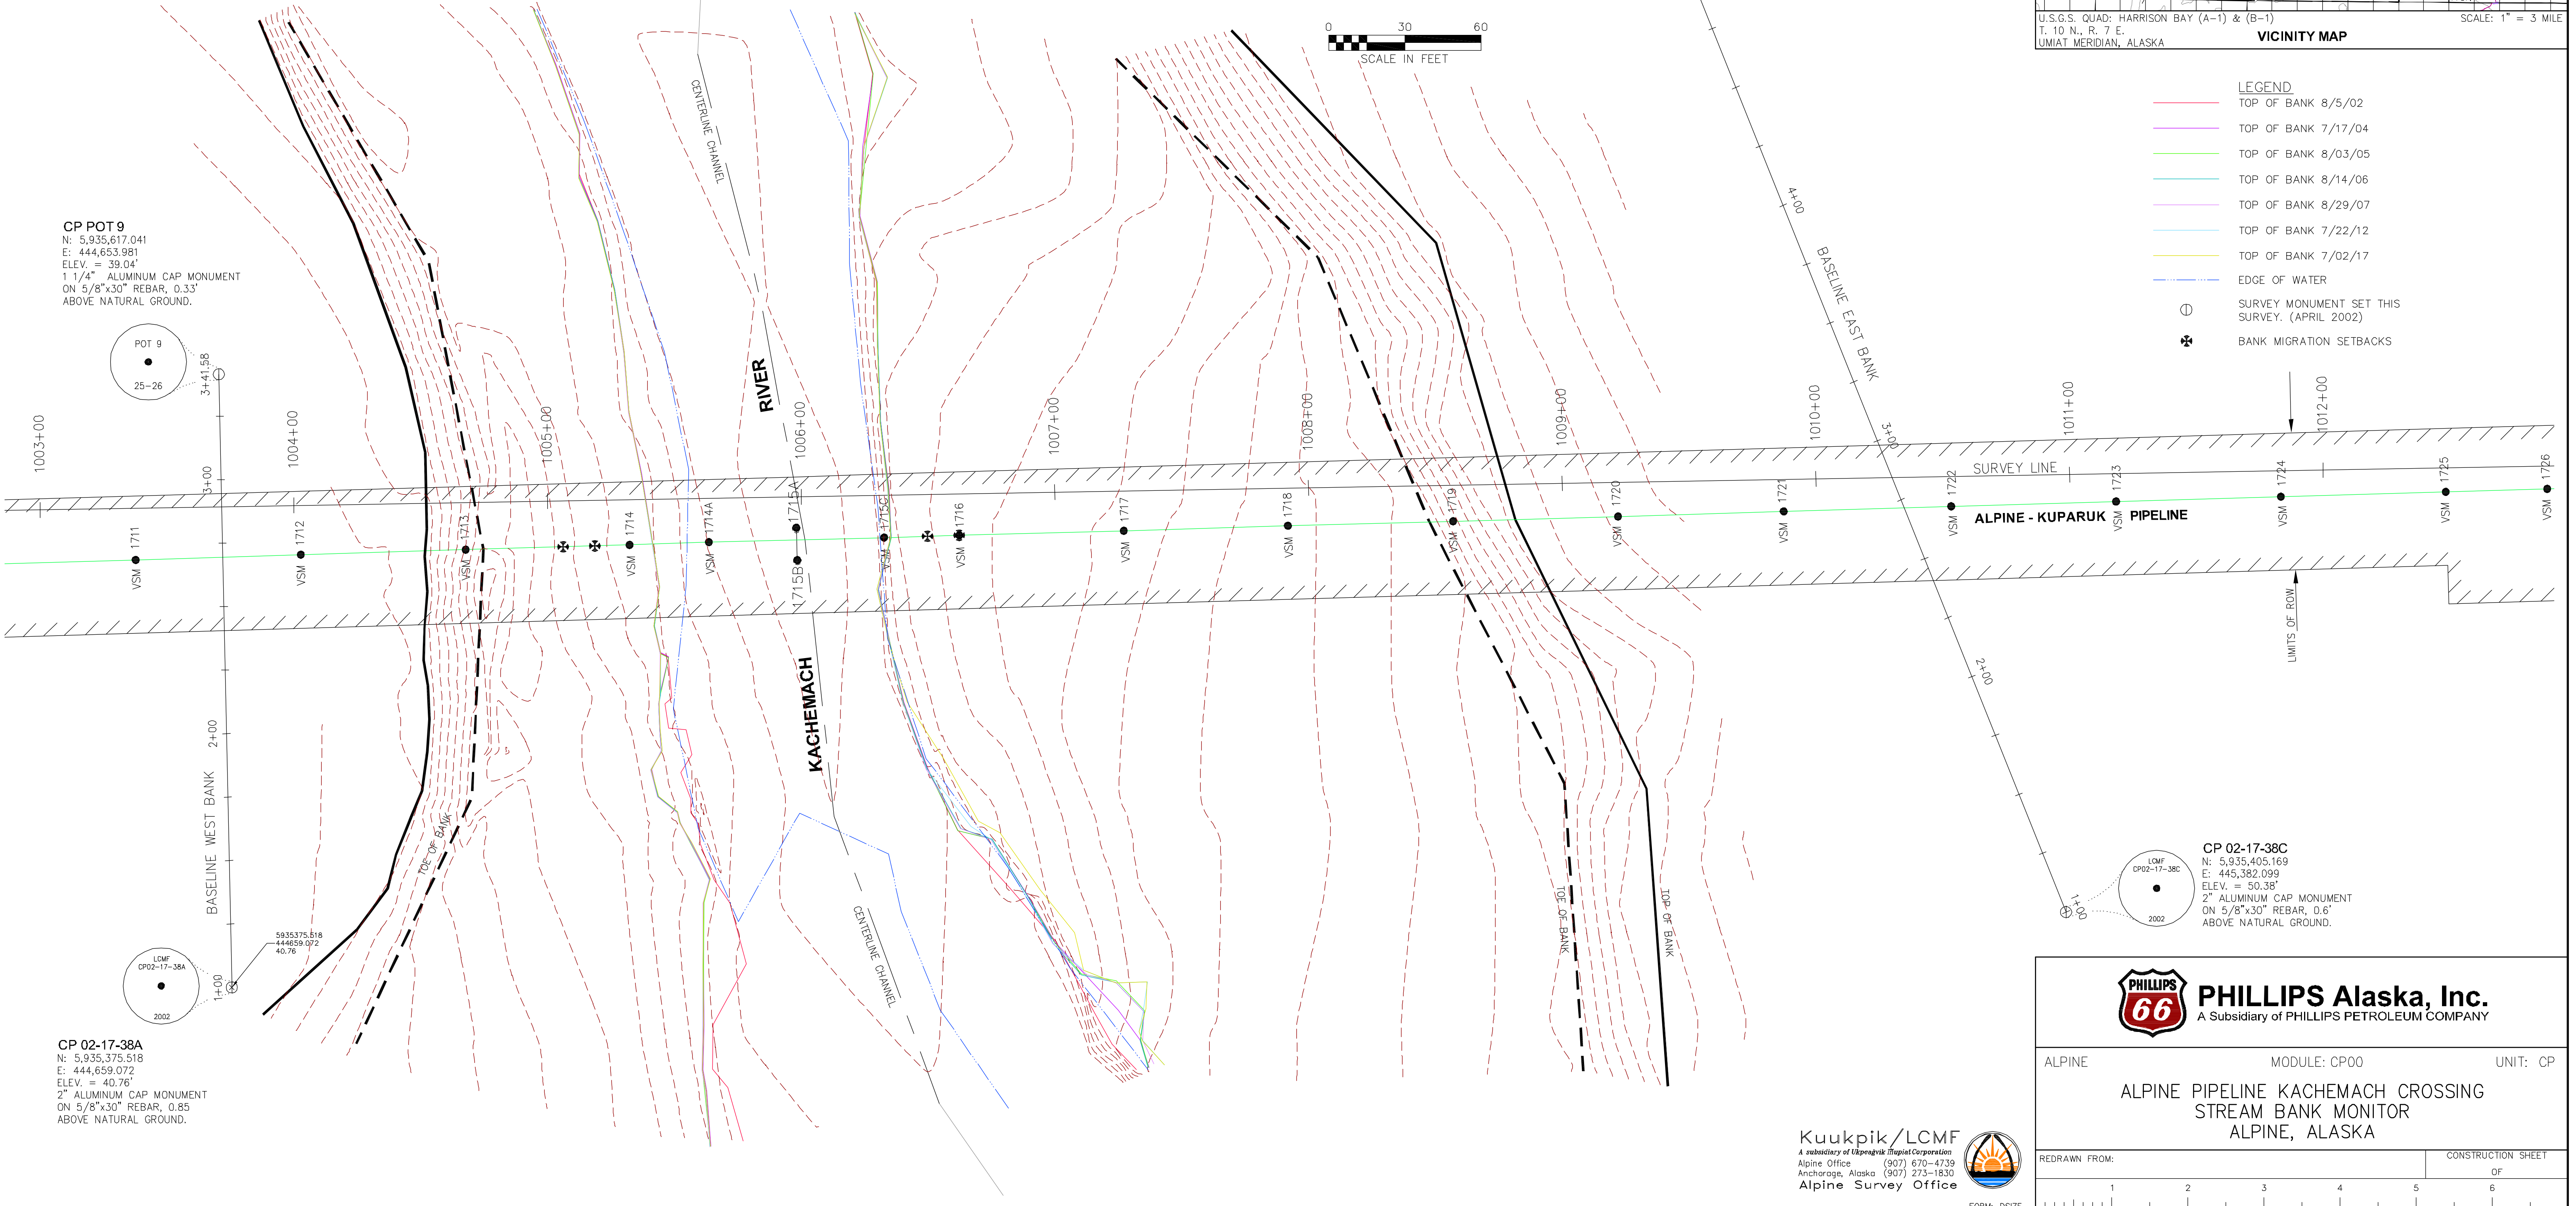 0 30 60
SCALE IN FEET
U.S.G.S. QUAD: HARRISON BAY (A-1) & (B-1) SCALE: 1" = 3 MILE
T. 10 N., R. 7 E.
UMIAT MERIDIAN, ALASKA
VICINITY MAP
LEGEND
TOP OF BANK 8/5/02
TOP OF BANK 7/17/04
TOP OF BANK 8/03/05
TOP OF BANK 8/14/06
TOP OF BANK 8/29/07
TOP OF BANK 7/22/12
TOP OF BANK 7/02/17
EDGE OF WATER
SURVEY MONUMENT SET THIS
SURVEY. (APRIL 2002)
BANK MIGRATION SETBACKS
CP POT 9
N: 5,935,617.041
E: 444,653.981
ELEV. = 39.04'
1 1/4" ALUMINUM CAP MONUMENT
ON 5/8"x30" REBAR, 0.33'
ABOVE NATURAL GROUND.
POT 9
25-26
3+41.58
3+00
2+00
1+00
BASELINE WEST BANK
CENTERLINE CHANNEL
RIVER
KACHEMACH
CENTERLINE CHANNEL
4+00
BASELINE EAST BANK
3+00
2+00
1+00
1003+00
1004+00
1005+00
1006+00
1007+00
1008+00
1009+00
1010+00
1011+00
1012+00
SURVEY LINE
VSM 1711
VSM 1712
VSM 1713
VSM 1714
VSM 1714A
1715A
1715B
VSM 1715C
VSM 1716
VSM 1717
VSM 1718
VSM 1719
VSM 1720
VSM 1721
VSM 1722
VSM 1723
VSM 1724
VSM 1725
VSM 1726
ALPINE - KUPARUK PIPELINE
LIMITS OF ROW
TOE OF BANK
TOE OF BANK
TOP OF BANK
5935375.518
444659.072
40.76
LCMF
CP02-17-38A
2002
CP 02-17-38A
N: 5,935,375.518
E: 444,659.072
ELEV. = 40.76'
2" ALUMINUM CAP MONUMENT
ON 5/8"x30" REBAR, 0.85
ABOVE NATURAL GROUND.
LCMF
CP02-17-38C
2002
CP 02-17-38C
N: 5,935,405.169
E: 445,382.099
ELEV. = 50.38'
2" ALUMINUM CAP MONUMENT
ON 5/8"x30" REBAR, 0.6'
ABOVE NATURAL GROUND.
PHILLIPS
66
PHILLIPS Alaska, Inc.
A Subsidiary of PHILLIPS PETROLEUM COMPANY
ALPINE MODULE: CP00 UNIT: CP
ALPINE PIPELINE KACHEMACH CROSSING
STREAM BANK MONITOR
ALPINE, ALASKA
REDRAWN FROM:
CONSTRUCTION SHEET
OF
1 2 3 4 5 6
Kuukpik/LCMF
A subsidiary of Ukpeaġvik Iñupiat Corporation
Alpine Office (907) 670-4739
Anchorage, Alaska (907) 273-1830
Alpine Survey Office